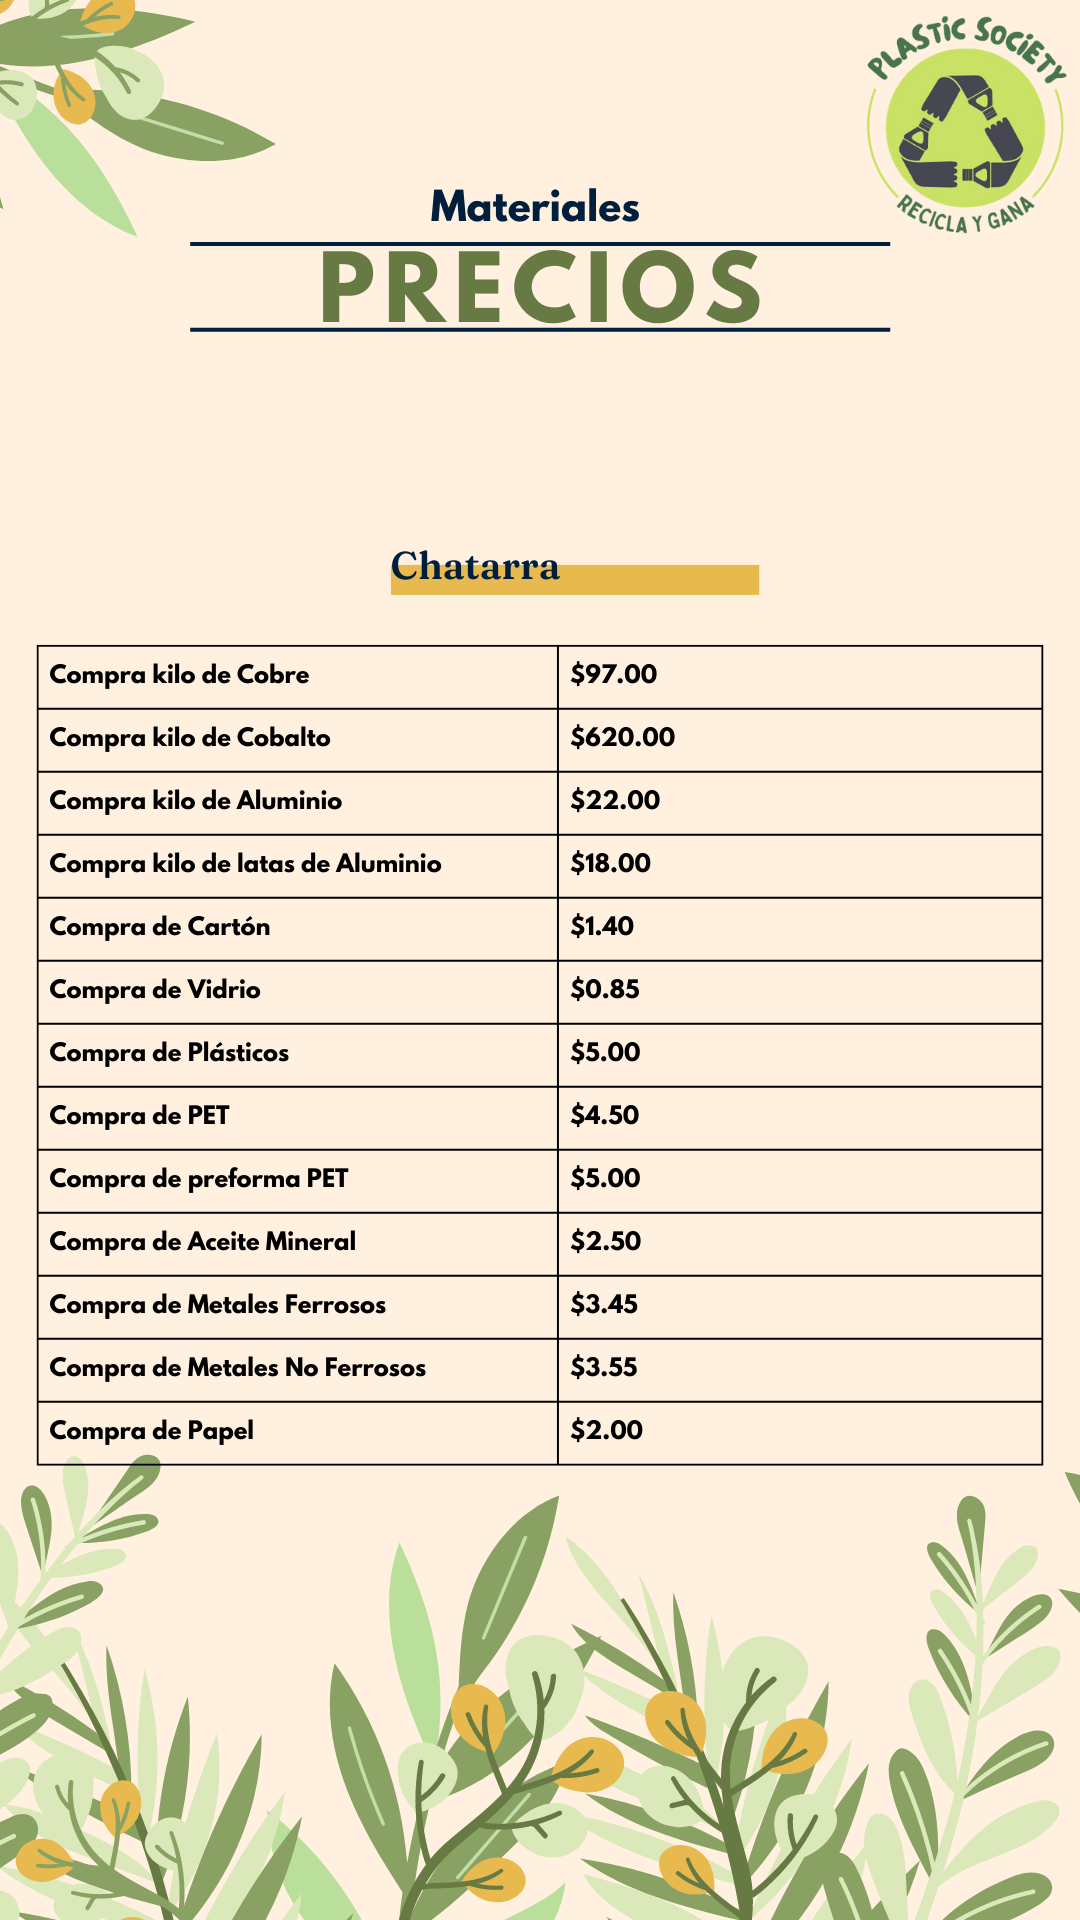 PLASTiC SOCiETY
RECICLA Y GANA
Materiales
PRECIOS
Chatarra
Compra kilo de Cobre $97.00
Compra kilo de Cobalto $620.00
Compra kilo de Aluminio $22.00
Compra kilo de latas de Aluminio $18.00
Compra de Cartón $1.40
Compra de Vidrio $0.85
Compra de Plásticos $5.00
Compra de PET $4.50
Compra de preforma PET $5.00
Compra de Aceite Mineral $2.50
Compra de Metales Ferrosos $3.45
Compra de Metales No Ferrosos $3.55
Compra de Papel $2.00